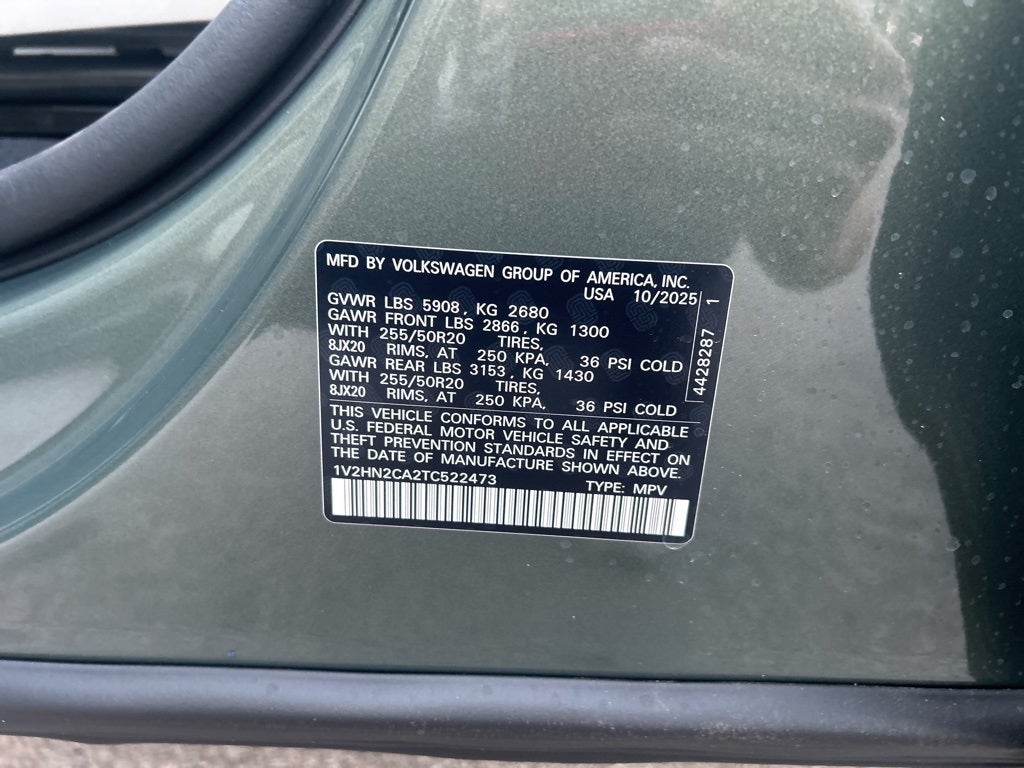 MFD BY VOLKSWAGEN GROUP OF AMERICA, INC.
USA 10/2025
GVWR LBS 5908, KG 2680
GAWR FRONT LBS 2866, KG 1300
WITH 255/50R20 TIRES,
8JX20 RIMS, AT 250 KPA, 36 PSI COLD
GAWR REAR LBS 3153, KG 1430
WITH 255/50R20 TIRES,
8JX20 RIMS, AT 250 KPA, 36 PSI COLD
4428287 1
THIS VEHICLE CONFORMS TO ALL APPLICABLE
U.S. FEDERAL MOTOR VEHICLE SAFETY AND
THEFT PREVENTION STANDARDS IN EFFECT ON
THE DATE OF MANUFACTURE SHOWN ABOVE.
1V2HN2CA2TC522473 TYPE: MPV